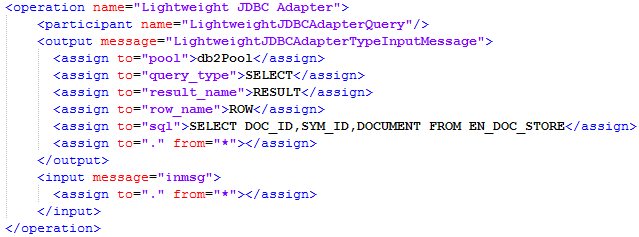 <operation name="Lightweight JDBC Adapter">
<participant name="LightweightJDBCAdapterQuery"/>
<output message="LightweightJDBCAdapterTypeInputMessage">
<assign to="pool">db2Pool</assign>
<assign to="query_type">SELECT</assign>
<assign to="result_name">RESULT</assign>
<assign to="row_name">ROW</assign>
<assign to="sql">SELECT DOC_ID,SYM_ID,DOCUMENT FROM EN_DOC_STORE</assign>
<assign to="." from="*"></assign>
</output>
<input message="inmsg">
<assign to="." from="*"></assign>
</input>
</operation>